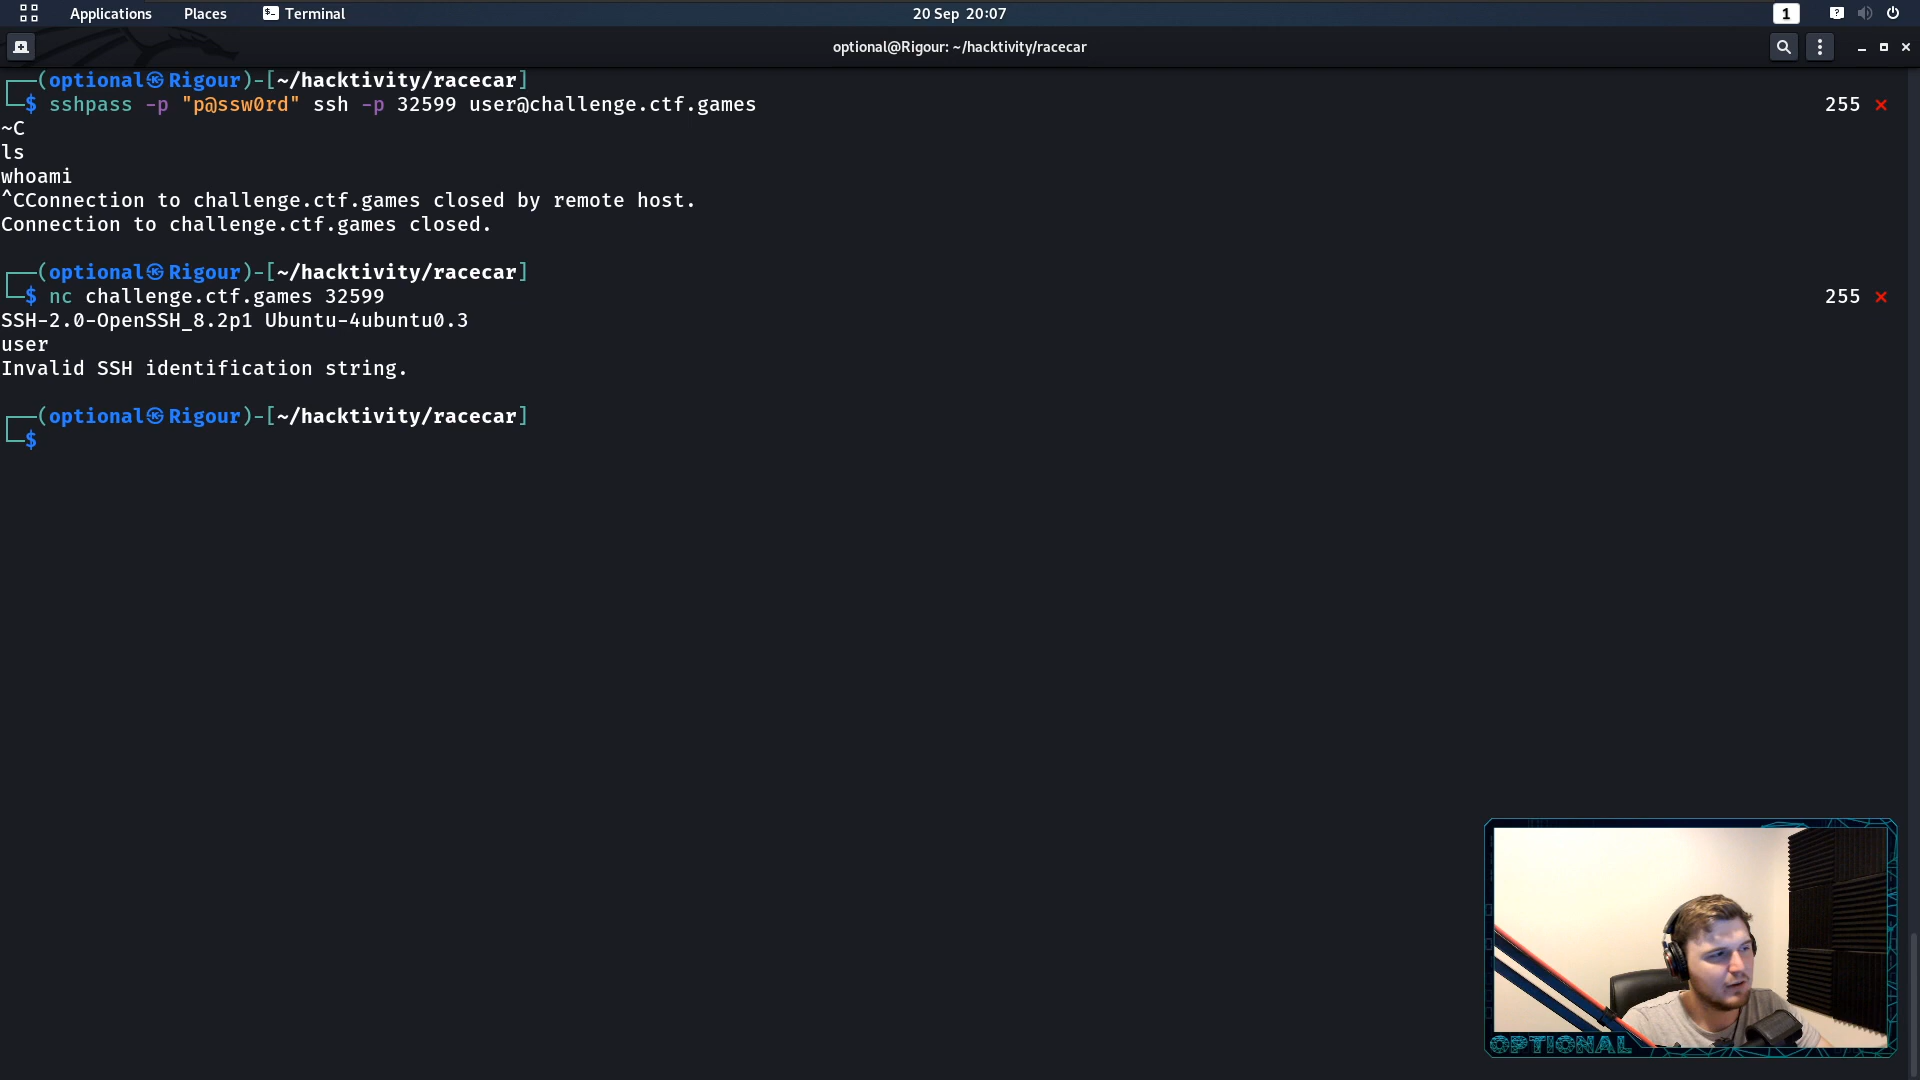 Applications Places Terminal 20 Sep 20:07 1 ?
optional@Rigour: ~/hacktivity/racecar
(optional㉿Rigour)-[~/hacktivity/racecar]
$ sshpass -p "p@ssw0rd" ssh -p 32599 user@challenge.ctf.games 255 ✗
~C
ls
whoami
^CConnection to challenge.ctf.games closed by remote host.
Connection to challenge.ctf.games closed.
(optional㉿Rigour)-[~/hacktivity/racecar]
$ nc challenge.ctf.games 32599 255 ✗
SSH-2.0-OpenSSH_8.2p1 Ubuntu-4ubuntu0.3
user
Invalid SSH identification string.
(optional㉿Rigour)-[~/hacktivity/racecar]
$
OPTIONAL